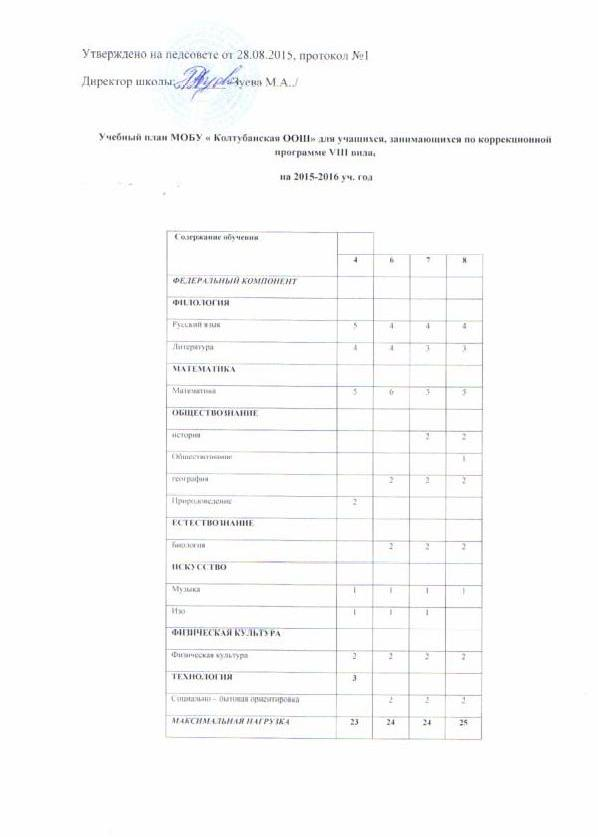 Утверждено на педсовете от 28.08.2015, протокол №1
Директор школы: Зуева М.А../
Учебный план МОБУ « Колтубанская ООШ» для учащихся, занимающихся по коррекционной
программе VIII вида,
на 2015-2016 уч. год
Содержание обучения
4 6 7 8
ФЕДЕРАЛЬНЫЙ КОМПОНЕНТ
ФИЛОЛОГИЯ
Русский язык 5 4 4 4
Литература 4 4 3 3
МАТЕМАТИКА
Математика 5 6 5 5
ОБЩЕСТВОЗНАНИЕ
история 2 2
Обществознание 1
география 2 2 2
Природоведение 2
ЕСТЕСТВОЗНАНИЕ
Биология 2 2 2
ИСКУССТВО
Музыка 1 1 1 1
Изо 1 1 1
ФИЗИЧЕСКАЯ КУЛЬТУРА
Физическая культура 2 2 2 2
ТЕХНОЛОГИЯ 3
Социально – бытовая ориентировка 2 2 2
МАКСИМАЛЬНАЯ НАГРУЗКА 23 24 24 25